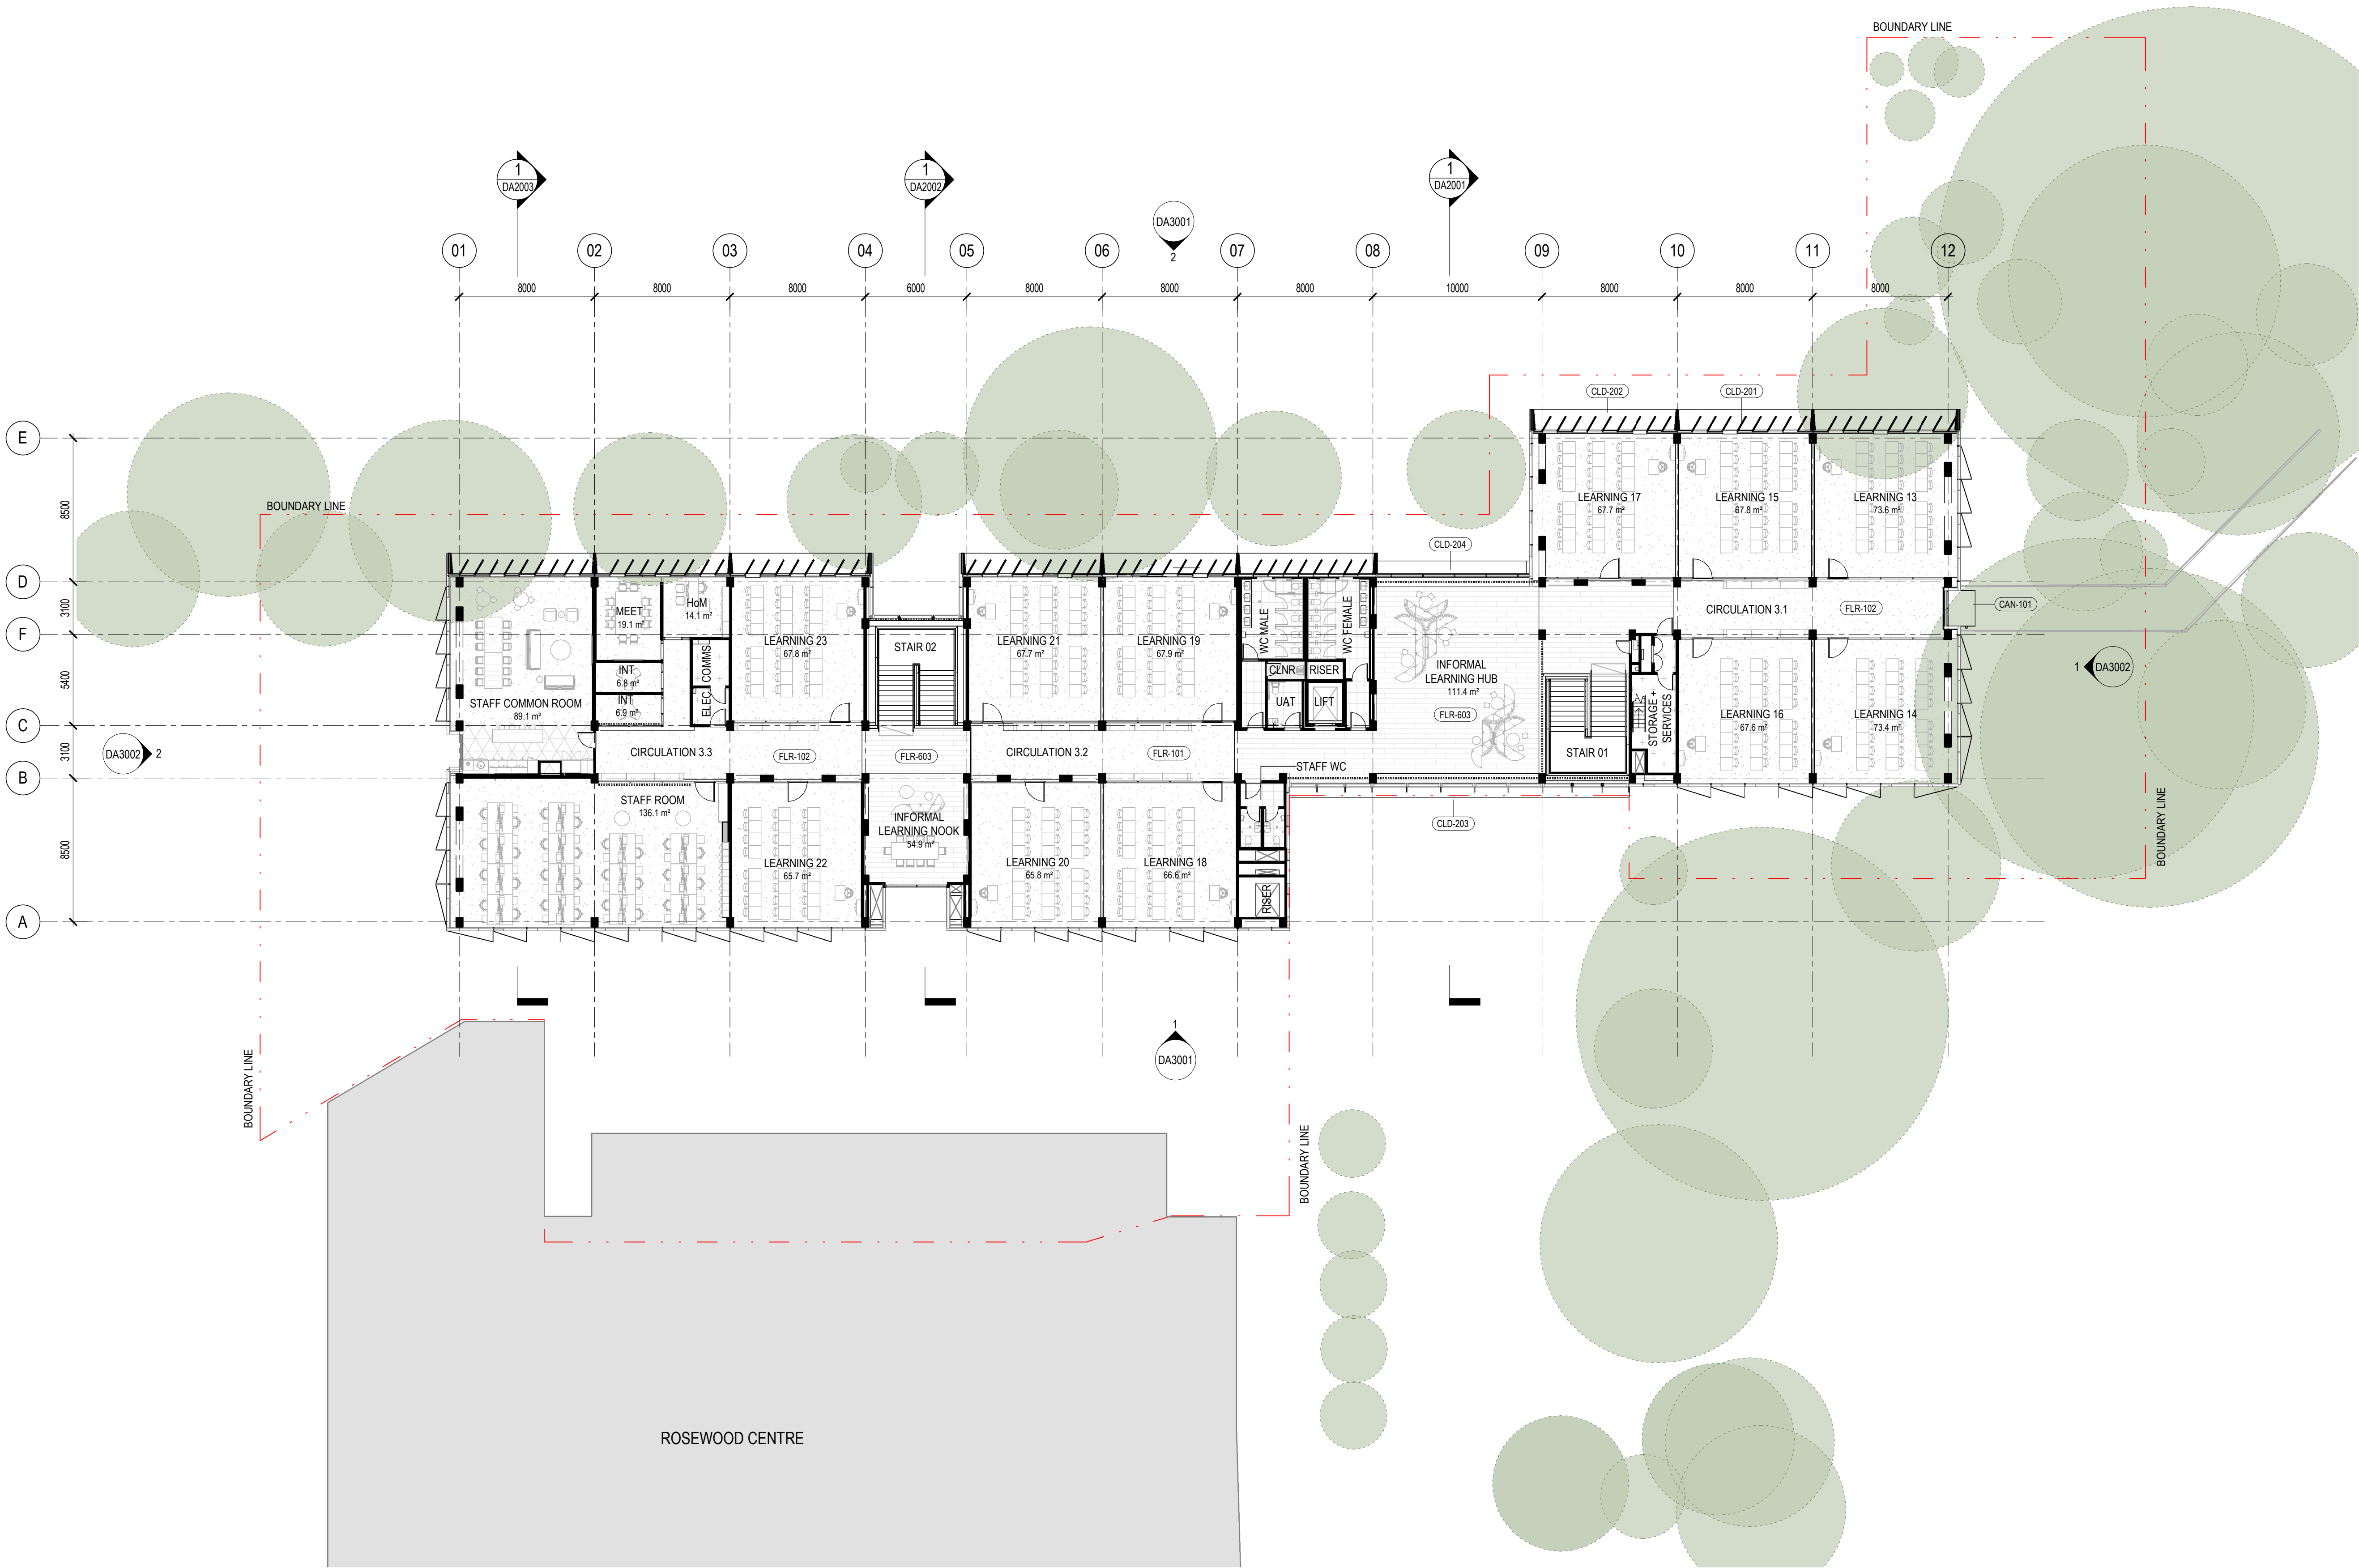 BOUNDARY LINE
1
DA2003
1
DA2002
1
DA2001
DA3001
2
01
02
03
04
05
06
07
08
09
10
11
12
8000
8000
8000
6000
8000
8000
8000
10000
8000
8000
8000
CLD-202
CLD-201
E
8500
D
3100
F
5400
C
3100
B
8500
A
BOUNDARY LINE
LEARNING 17
67.7 m²
LEARNING 15
67.8 m²
LEARNING 13
73.6 m²
CLD-204
MEET
19.1 m²
HoM
14.1 m²
LEARNING 23
67.8 m²
STAIR 02
LEARNING 21
67.7 m²
LEARNING 19
67.9 m²
WC MALE
WC FEMALE
CIRCULATION 3.1
FLR-102
CAN-101
INT
6.8 m²
INT
6.9 m²
COMMS
ELEC
CLNR
RISER
UAT
LIFT
INFORMAL
LEARNING HUB
111.4 m²
FLR-603
1
DA3002
STAFF COMMON ROOM
89.1 m²
STORAGE +
SERVICES
LEARNING 16
67.6 m²
LEARNING 14
73.4 m²
DA3002
2
CIRCULATION 3.3
FLR-102
FLR-603
CIRCULATION 3.2
FLR-101
STAIR 01
STAFF WC
STAFF ROOM
136.1 m²
INFORMAL
LEARNING NOOK
54.9 m²
CLD-203
LEARNING 22
65.7 m²
LEARNING 20
65.8 m²
LEARNING 18
66.6 m²
RISER
BOUNDARY LINE
1
DA3001
BOUNDARY LINE
BOUNDARY LINE
ROSEWOOD CENTRE